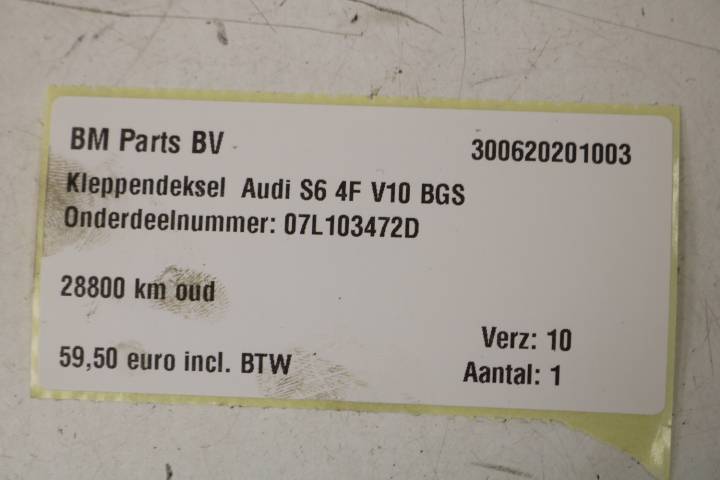 BM Parts BV
300620201003
Kleppendeksel Audi S6 4F V10 BGS
Onderdeelnummer: 07L103472D
28800 km oud
Verz: 10
59,50 euro incl. BTW
Aantal: 1